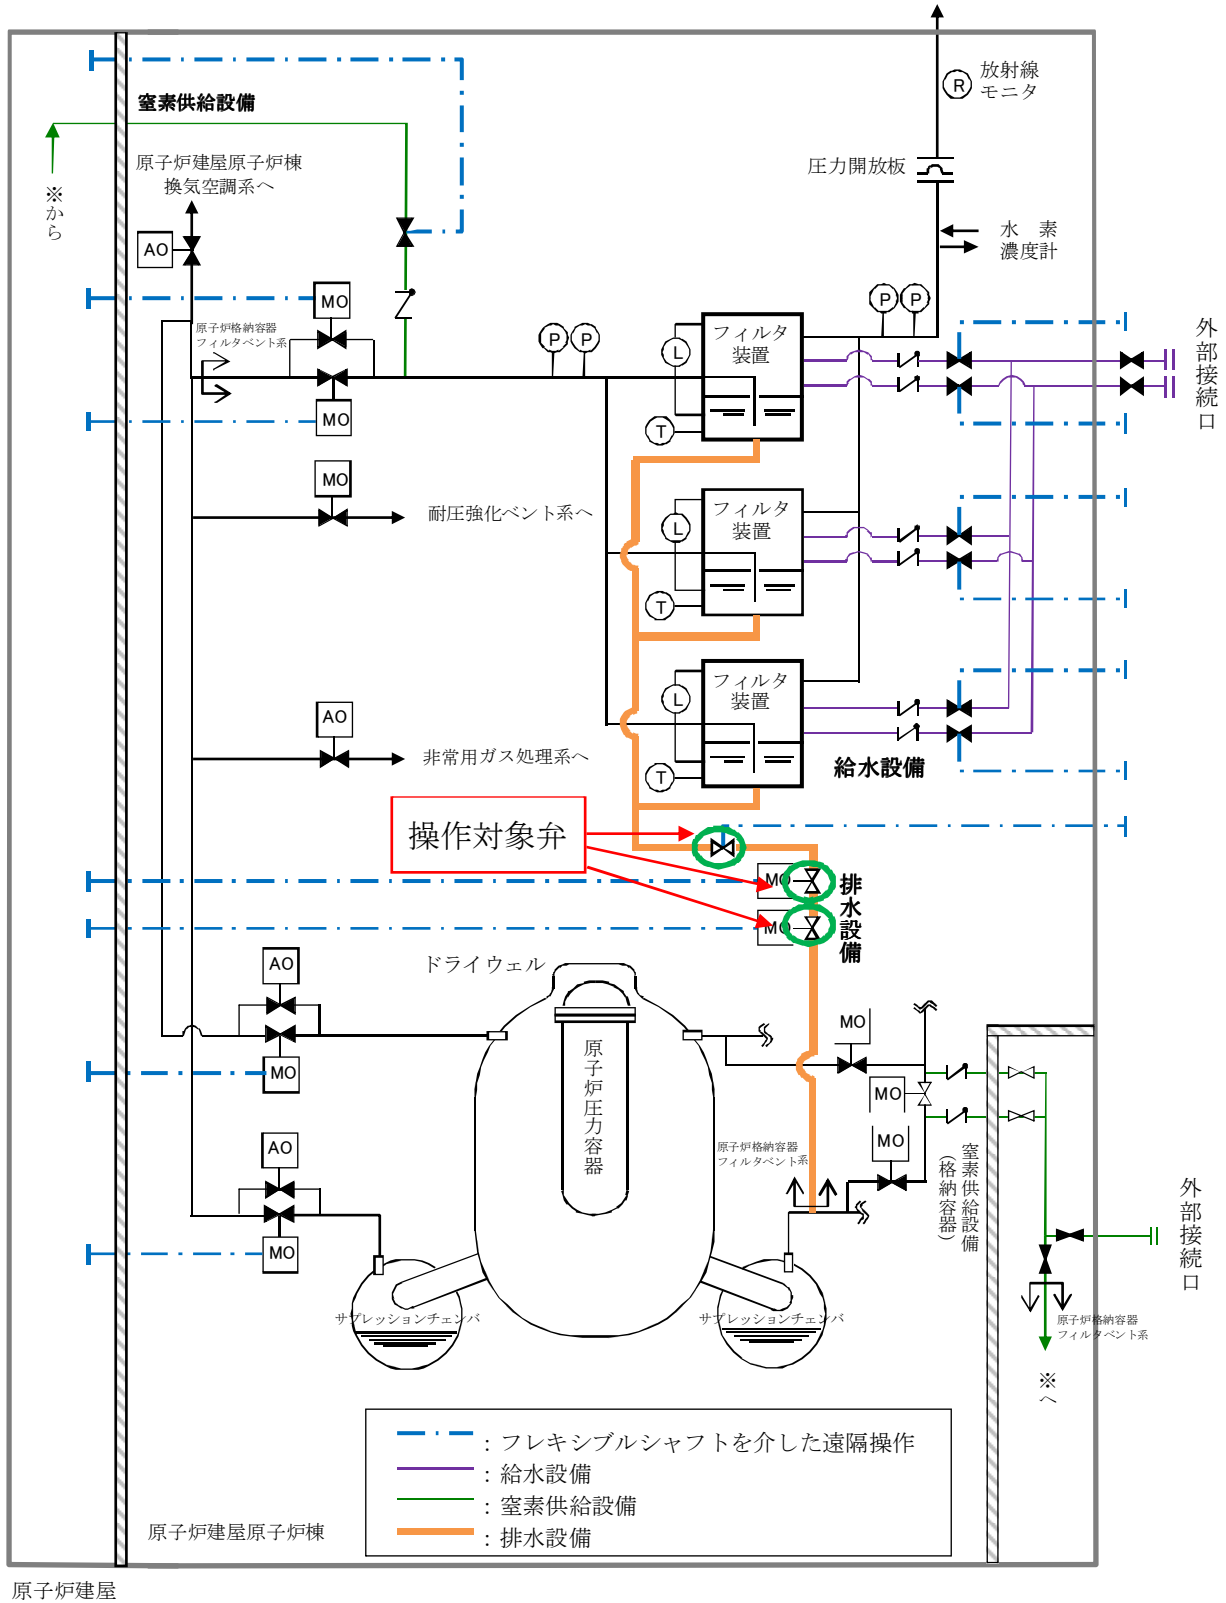 放射線
モニタ
R
窒素供給設備
圧力開放板
原子炉建屋原子炉棟
換気空調系へ
※から
水　素
濃度計
AO
MO
原子炉格納容器
フィルタベント系
P
P
P
P
フィルタ
装置
L
T
MO
外部接続口
MO
耐圧強化ベント系へ
フィルタ
装置
L
T
フィルタ
装置
L
T
AO
非常用ガス処理系へ
給水設備
操作対象弁
MO
MO
排水設備
ドライウェル
AO
MO
原子炉圧力容器
MO
MO
MO
AO
MO
原子炉格納容器
フィルタベント系
窒素供給設備
(格納容器)
外部接続口
サプレッションチェンバ
サプレッションチェンバ
原子炉格納容器
フィルタベント系
※へ
：フレキシブルシャフトを介した遠隔操作
：給水設備
：窒素供給設備
：排水設備
原子炉建屋原子炉棟
原子炉建屋